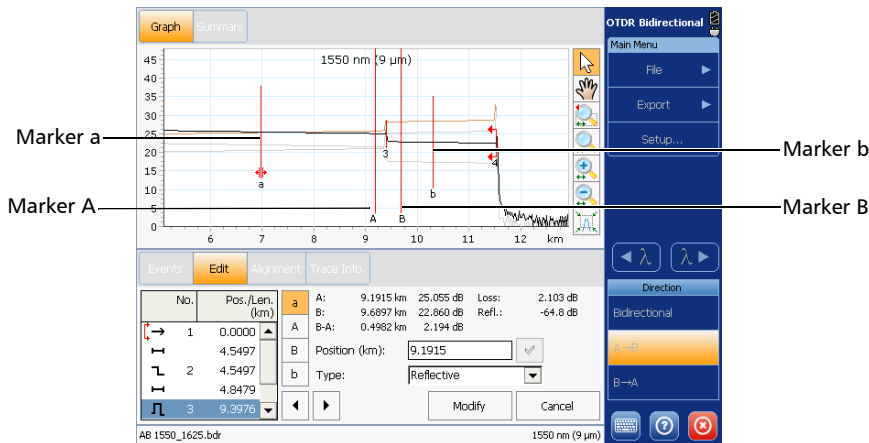 Graph
Summary
OTDR Bidirectional
Main Menu
File
Export
Setup...
1550 nm (9 µm)
45
40
35
30
25
20
15
10
5
0
6
7
8
9
10
11
12
km
a
A
B
b
3
4
Marker a
Marker A
Marker b
Marker B
Events
Edit
Alignment
Trace Info.
No. Pos./Len. (km)
1 0.0000
4.5497
2 4.5497
4.8479
3 9.3976
a
A
B
b
A: 9.1915 km 25.055 dB Loss: 2.103 dB
B: 9.6897 km 22.860 dB Refl.: -64.8 dB
B-A: 0.4982 km 2.194 dB
Position (km): 9.1915
Type: Reflective
Modify
Cancel
λ
λ
Direction
Bidirectional
A→B
B→A
AB 1550_1625.bdr
1550 nm (9 µm)